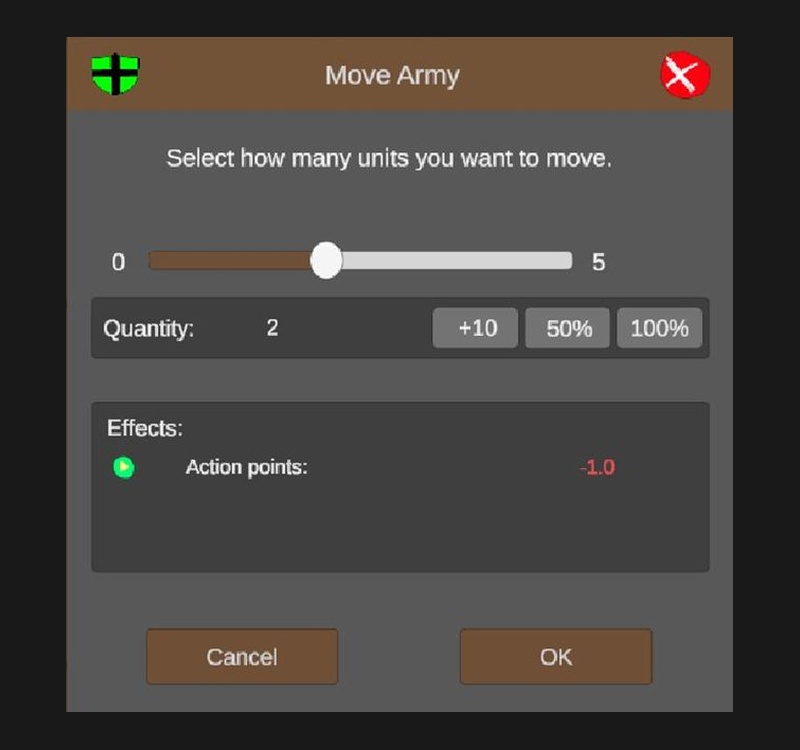 Move Army
Select how many units you want to move.
0 5
Quantity: 2 +10 50% 100%
Effects:
Action points: -1.0
Cancel OK